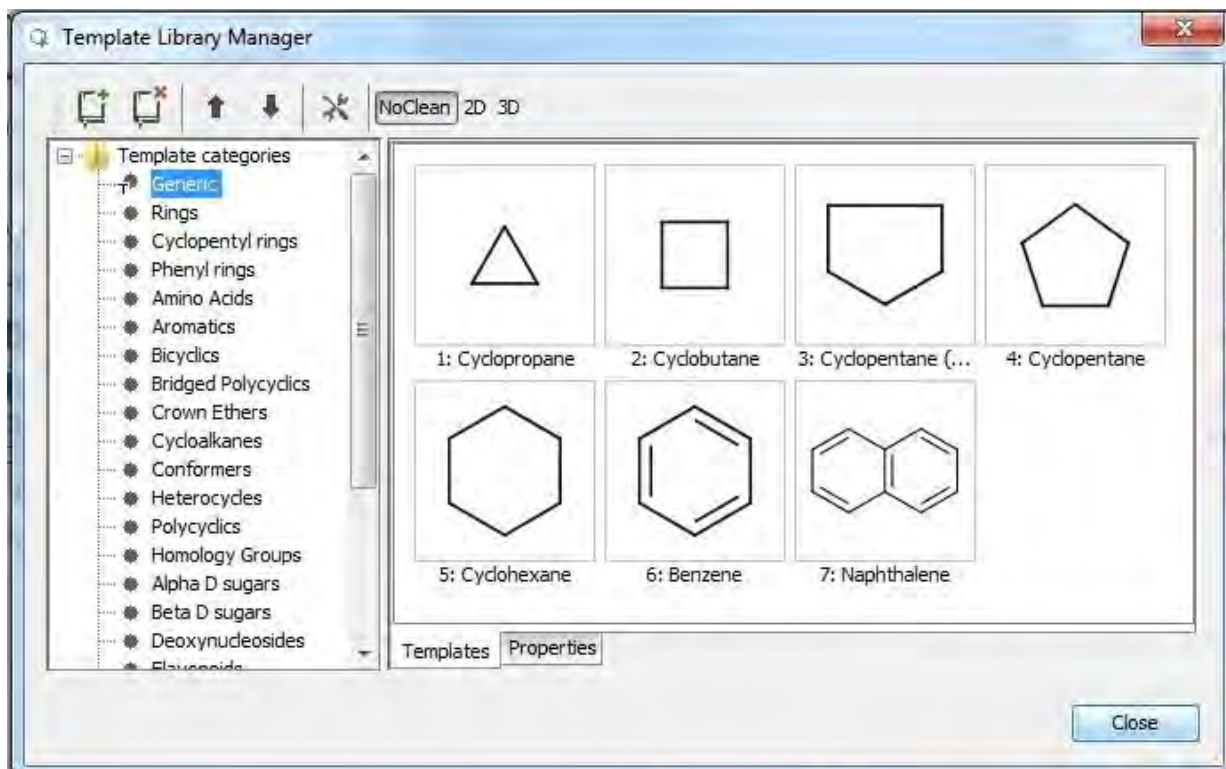 Template Library Manager
NoClean 2D 3D
Template categories
Generic
Rings
Cyclopentyl rings
Phenyl rings
Amino Acids
Aromatics
Bicyclics
Bridged Polycyclics
Crown Ethers
Cycloalkanes
Conformers
Heterocycles
Polycyclics
Homology Groups
Alpha D sugars
Beta D sugars
Deoxynucleosides
1: Cyclopropane 2: Cyclobutane 3: Cyclopentane (... 4: Cyclopentane
5: Cyclohexane 6: Benzene 7: Naphthalene
Templates Properties
Close